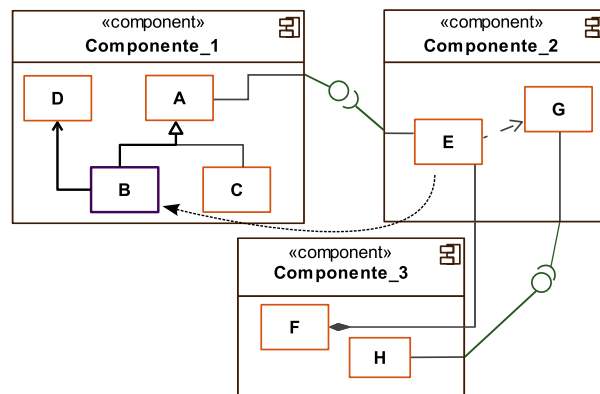 «component»
Componente_1
D
A
B
C
«component»
Componente_2
G
E
«component»
Componente_3
F
H